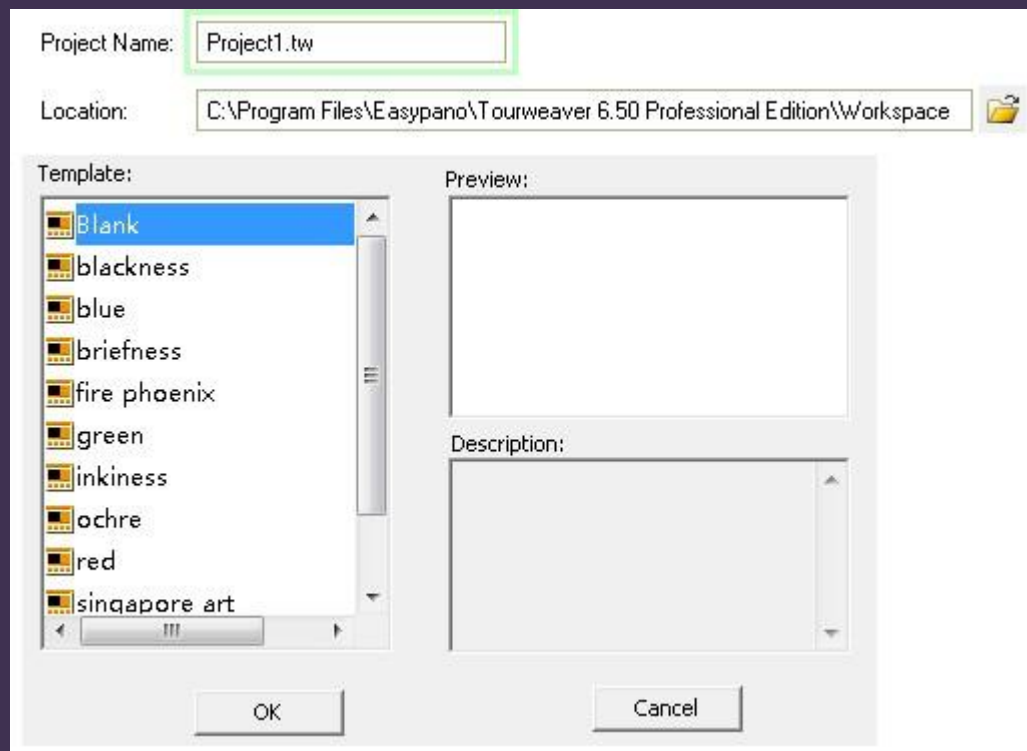 Project Name: Project1.tw
Location: C:\Program Files\Easypano\Tourweaver 6.50 Professional Edition\\Workspace
Template:
Blank
blackness
blue
briefness
fire phoenix
green
inkiness
ochre
red
singapore art
Preview:
Description:
OK
Cancel